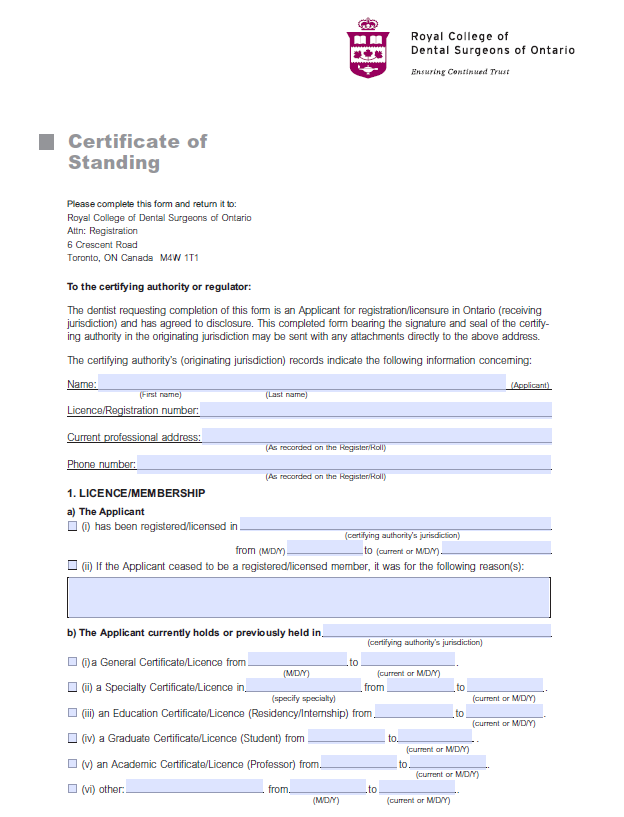 Royal College of
Dental Surgeons of Ontario
Ensuring Continued Trust
Certificate of
Standing
Please complete this form and return it to:
Royal College of Dental Surgeons of Ontario
Attn: Registration
6 Crescent Road
Toronto, ON Canada M4W 1T1
To the certifying authority or regulator:
The dentist requesting completion of this form is an Applicant for registration/licensure in Ontario (receiving
jurisdiction) and has agreed to disclosure. This completed form bearing the signature and seal of the certify-
ing authority in the originating jurisdiction may be sent with any attachments directly to the above address.
The certifying authority's (originating jurisdiction) records indicate the following information concerning:
Name: (Applicant)
(First name) (Last name)
Licence/Registration number:
Current professional address:
(As recorded on the Register/Roll)
Phone number:
(As recorded on the Register/Roll)
1. LICENCE/MEMBERSHIP
a) The Applicant
(i) has been registered/licensed in
(certifying authority's jurisdiction)
from (M/D/Y) to (current or M/D/Y)
(ii) If the Applicant ceased to be a registered/licensed member, it was for the following reason(s):
b) The Applicant currently holds or previously held in
(certifying authority's jurisdiction)
(i) a General Certificate/Licence from to .
(M/D/Y) (current or M/D/Y)
(ii) a Specialty Certificate/Licence in from to .
(specify specialty) (current or M/D/Y)
(iii) an Education Certificate/Licence (Residency/Internship) from to .
(current or M/D/Y)
(iv) a Graduate Certificate/Licence (Student) from to .
(current or M/D/Y)
(v) an Academic Certificate/Licence (Professor) from to .
(current or M/D/Y)
(vi) other: from to .
(M/D/Y) (current or M/D/Y)